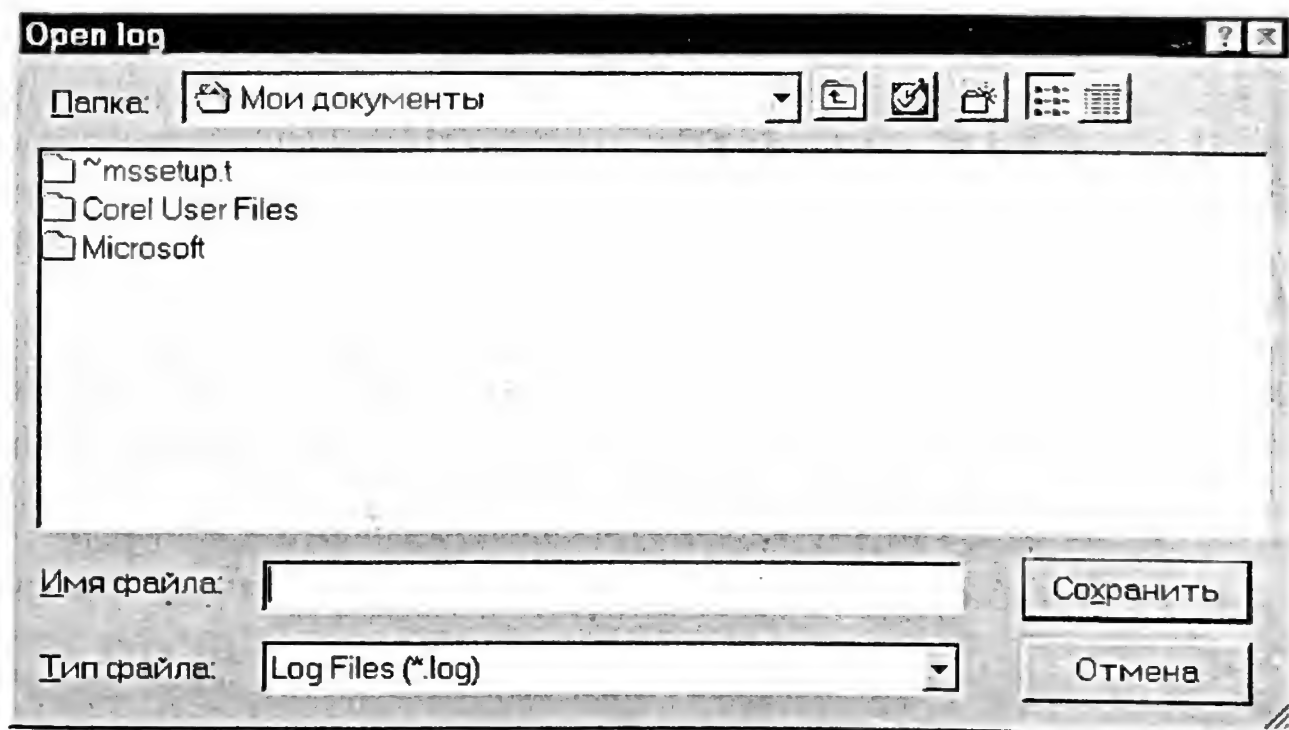 Open log
Папка: Мои документы
~mssetup.t
Corel User Files
Microsoft
Имя файла:
Сохранить
Тип файла: Log Files (*.log)
Отмена